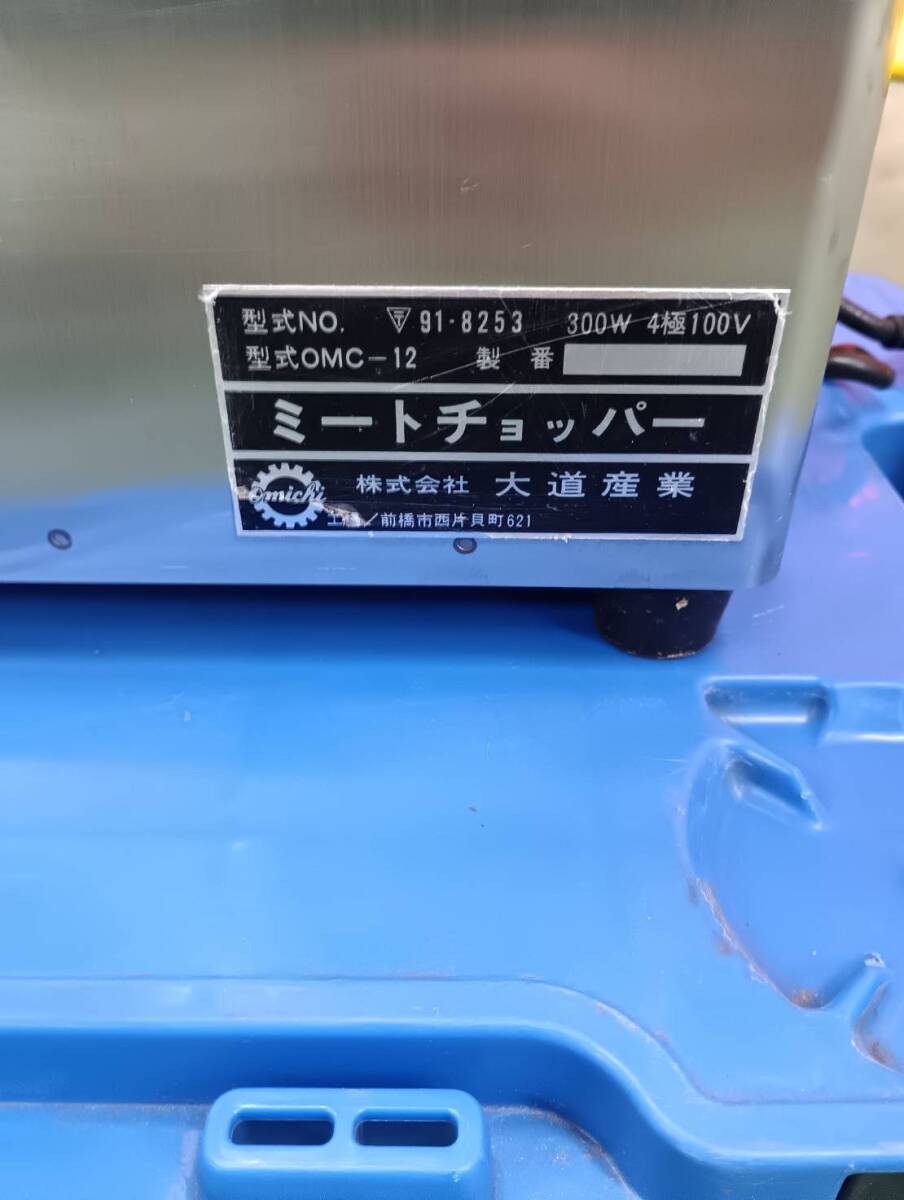 型式NO. 〒 91-8253 300W 4極100V
型式OMC-12 製番
ミートチョッパー
Omichi 株式会社 大道産業
工場/前橋市西片貝町621